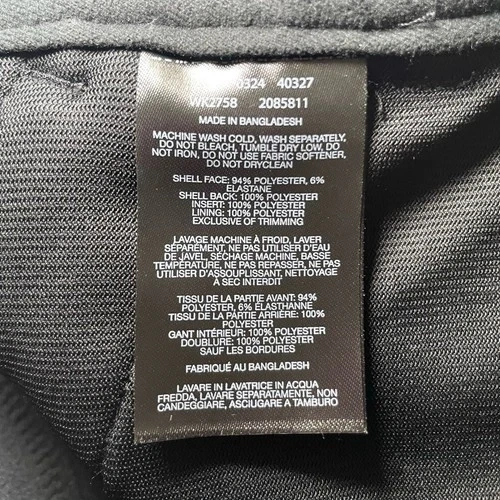 0324 40327
WK2758 2085811
MADE IN BANGLADESH
MACHINE WASH COLD, WASH SEPARATELY,
DO NOT BLEACH, TUMBLE DRY LOW, DO
NOT IRON, DO NOT USE FABRIC SOFTENER,
DO NOT DRYCLEAN
SHELL FACE: 94% POLYESTER, 6%
ELASTANE
SHELL BACK: 100% POLYESTER
INSERT: 100% POLYESTER
LINING: 100% POLYESTER
EXCLUSIVE OF TRIMMING
LAVAGE MACHINE À FROID, LAVER
SÉPARÉMENT, NE PAS UTILISER D'EAU
DE JAVEL, SÉCHAGE MACHINE, BASSE
TEMPÉRATURE, NE PAS REPASSER, NE PAS
UTILISER D'ASSOUPLISSANT, NETTOYAGE
À SEC INTERDIT
TISSU DE LA PARTIE AVANT: 94%
POLYESTER, 6% ÉLASTHANNE
TISSU DE LA PARTIE ARRIÈRE: 100%
POLYESTER
GANT INTÉRIEUR: 100% POLYESTER
DOUBLURE: 100% POLYESTER
SAUF LES BORDURES
FABRIQUÉ AU BANGLADESH
LAVARE IN LAVATRICE IN ACQUA
FREDDA, LAVARE SEPARATAMENTE, NON
CANDEGGIARE, ASCIUGARE A TAMBURO